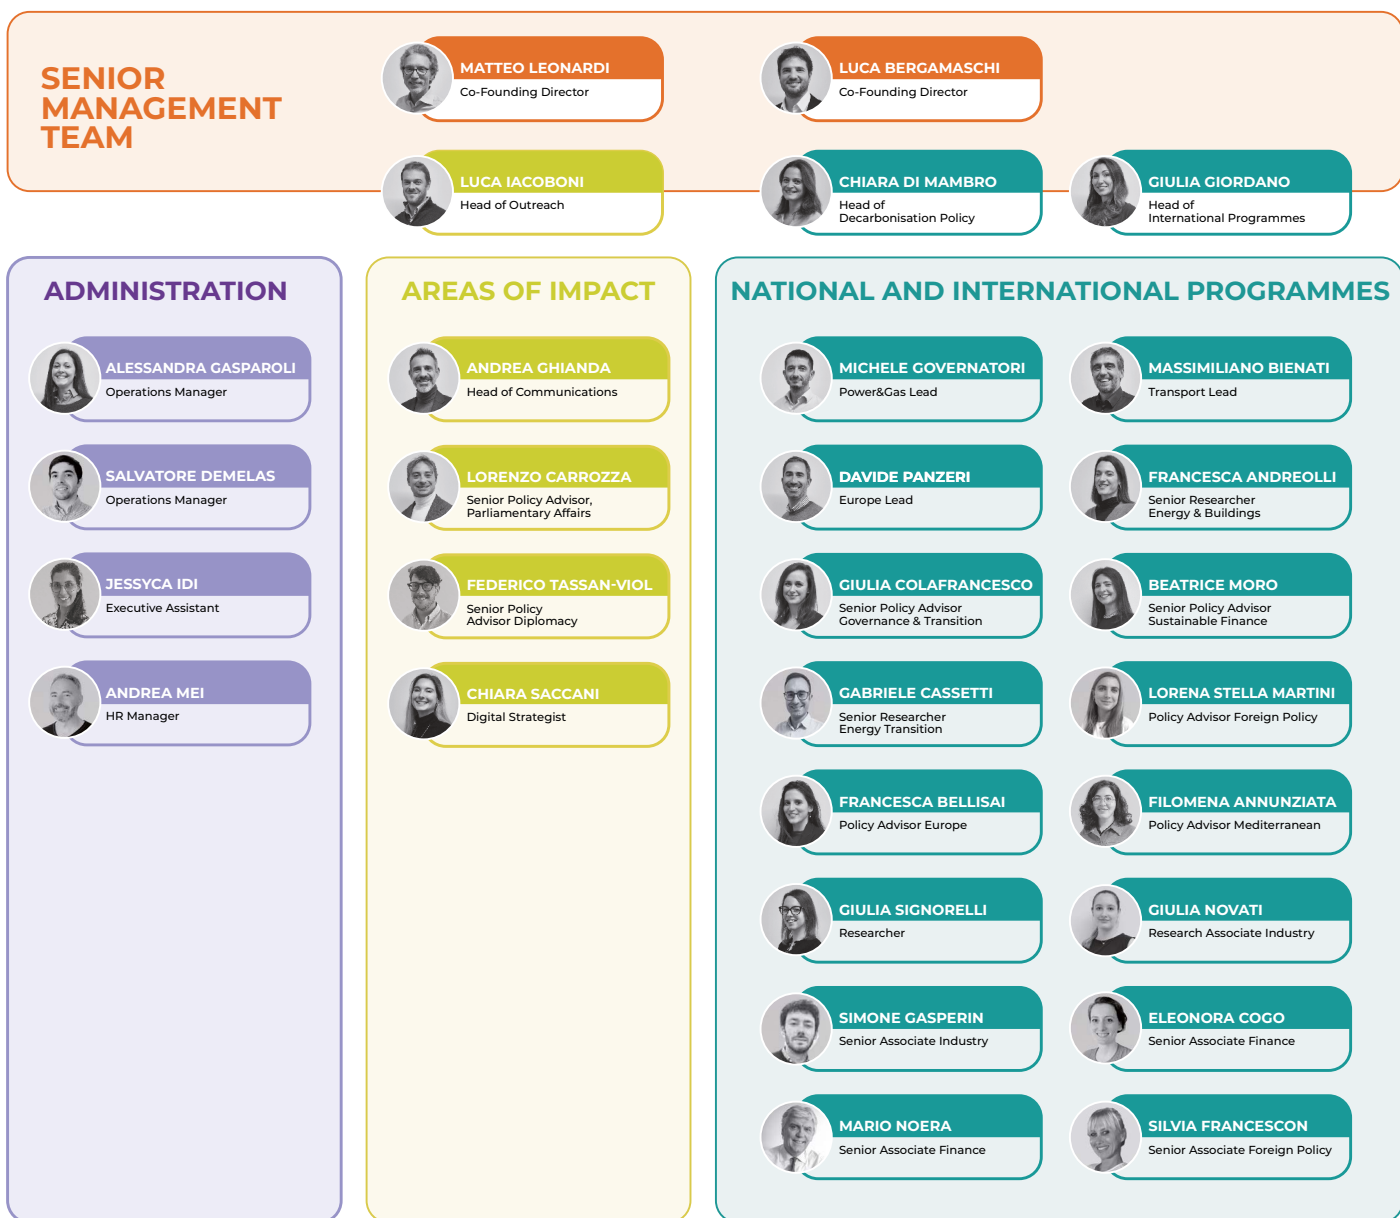 SENIOR
MANAGEMENT
TEAM
MATTEO LEONARDI
Co-Founding Director
LUCA BERGAMASCHI
Co-Founding Director
LUCA IACOBONI
Head of Outreach
CHIARA DI MAMBRO
Head of
Decarbonisation Policy
GIULIA GIORDANO
Head of
International Programmes
ADMINISTRATION
ALESSANDRA GASPAROLI
Operations Manager
SALVATORE DEMELAS
Operations Manager
JESSYCA IDI
Executive Assistant
ANDREA MEI
HR Manager
AREAS OF IMPACT
ANDREA GHIANDA
Head of Communications
LORENZO CARROZZA
Senior Policy Advisor,
Parliamentary Affairs
FEDERICO TASSAN-VIOL
Senior Policy
Advisor Diplomacy
CHIARA SACCANI
Digital Strategist
NATIONAL AND INTERNATIONAL PROGRAMMES
MICHELE GOVERNATORI
Power&Gas Lead
MASSIMILIANO BIENATI
Transport Lead
DAVIDE PANZERI
Europe Lead
FRANCESCA ANDREOLLI
Senior Researcher
Energy & Buildings
GIULIA COLAFRANCESCO
Senior Policy Advisor
Governance & Transition
BEATRICE MORO
Senior Policy Advisor
Sustainable Finance
GABRIELE CASSETTI
Senior Researcher
Energy Transition
LORENA STELLA MARTINI
Policy Advisor Foreign Policy
FRANCESCA BELLISAI
Policy Advisor Europe
FILOMENA ANNUNZIATA
Policy Advisor Mediterranean
GIULIA SIGNORELLI
Researcher
GIULIA NOVATI
Research Associate Industry
SIMONE GASPERIN
Senior Associate Industry
ELEONORA COGO
Senior Associate Finance
MARIO NOERA
Senior Associate Finance
SILVIA FRANCESCON
Senior Associate Foreign Policy